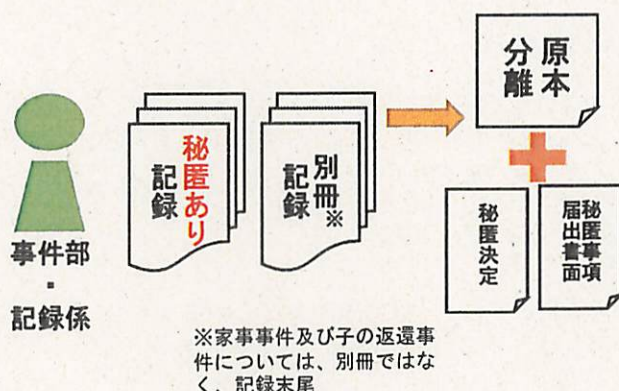 事件部
・
記録係
秘匿あり
記録
別冊※
記録
原本
分離
秘匿決定
秘匿事項
届出書面
※家事事件及び子の返還事
件については、別冊ではな
く、記録末尾